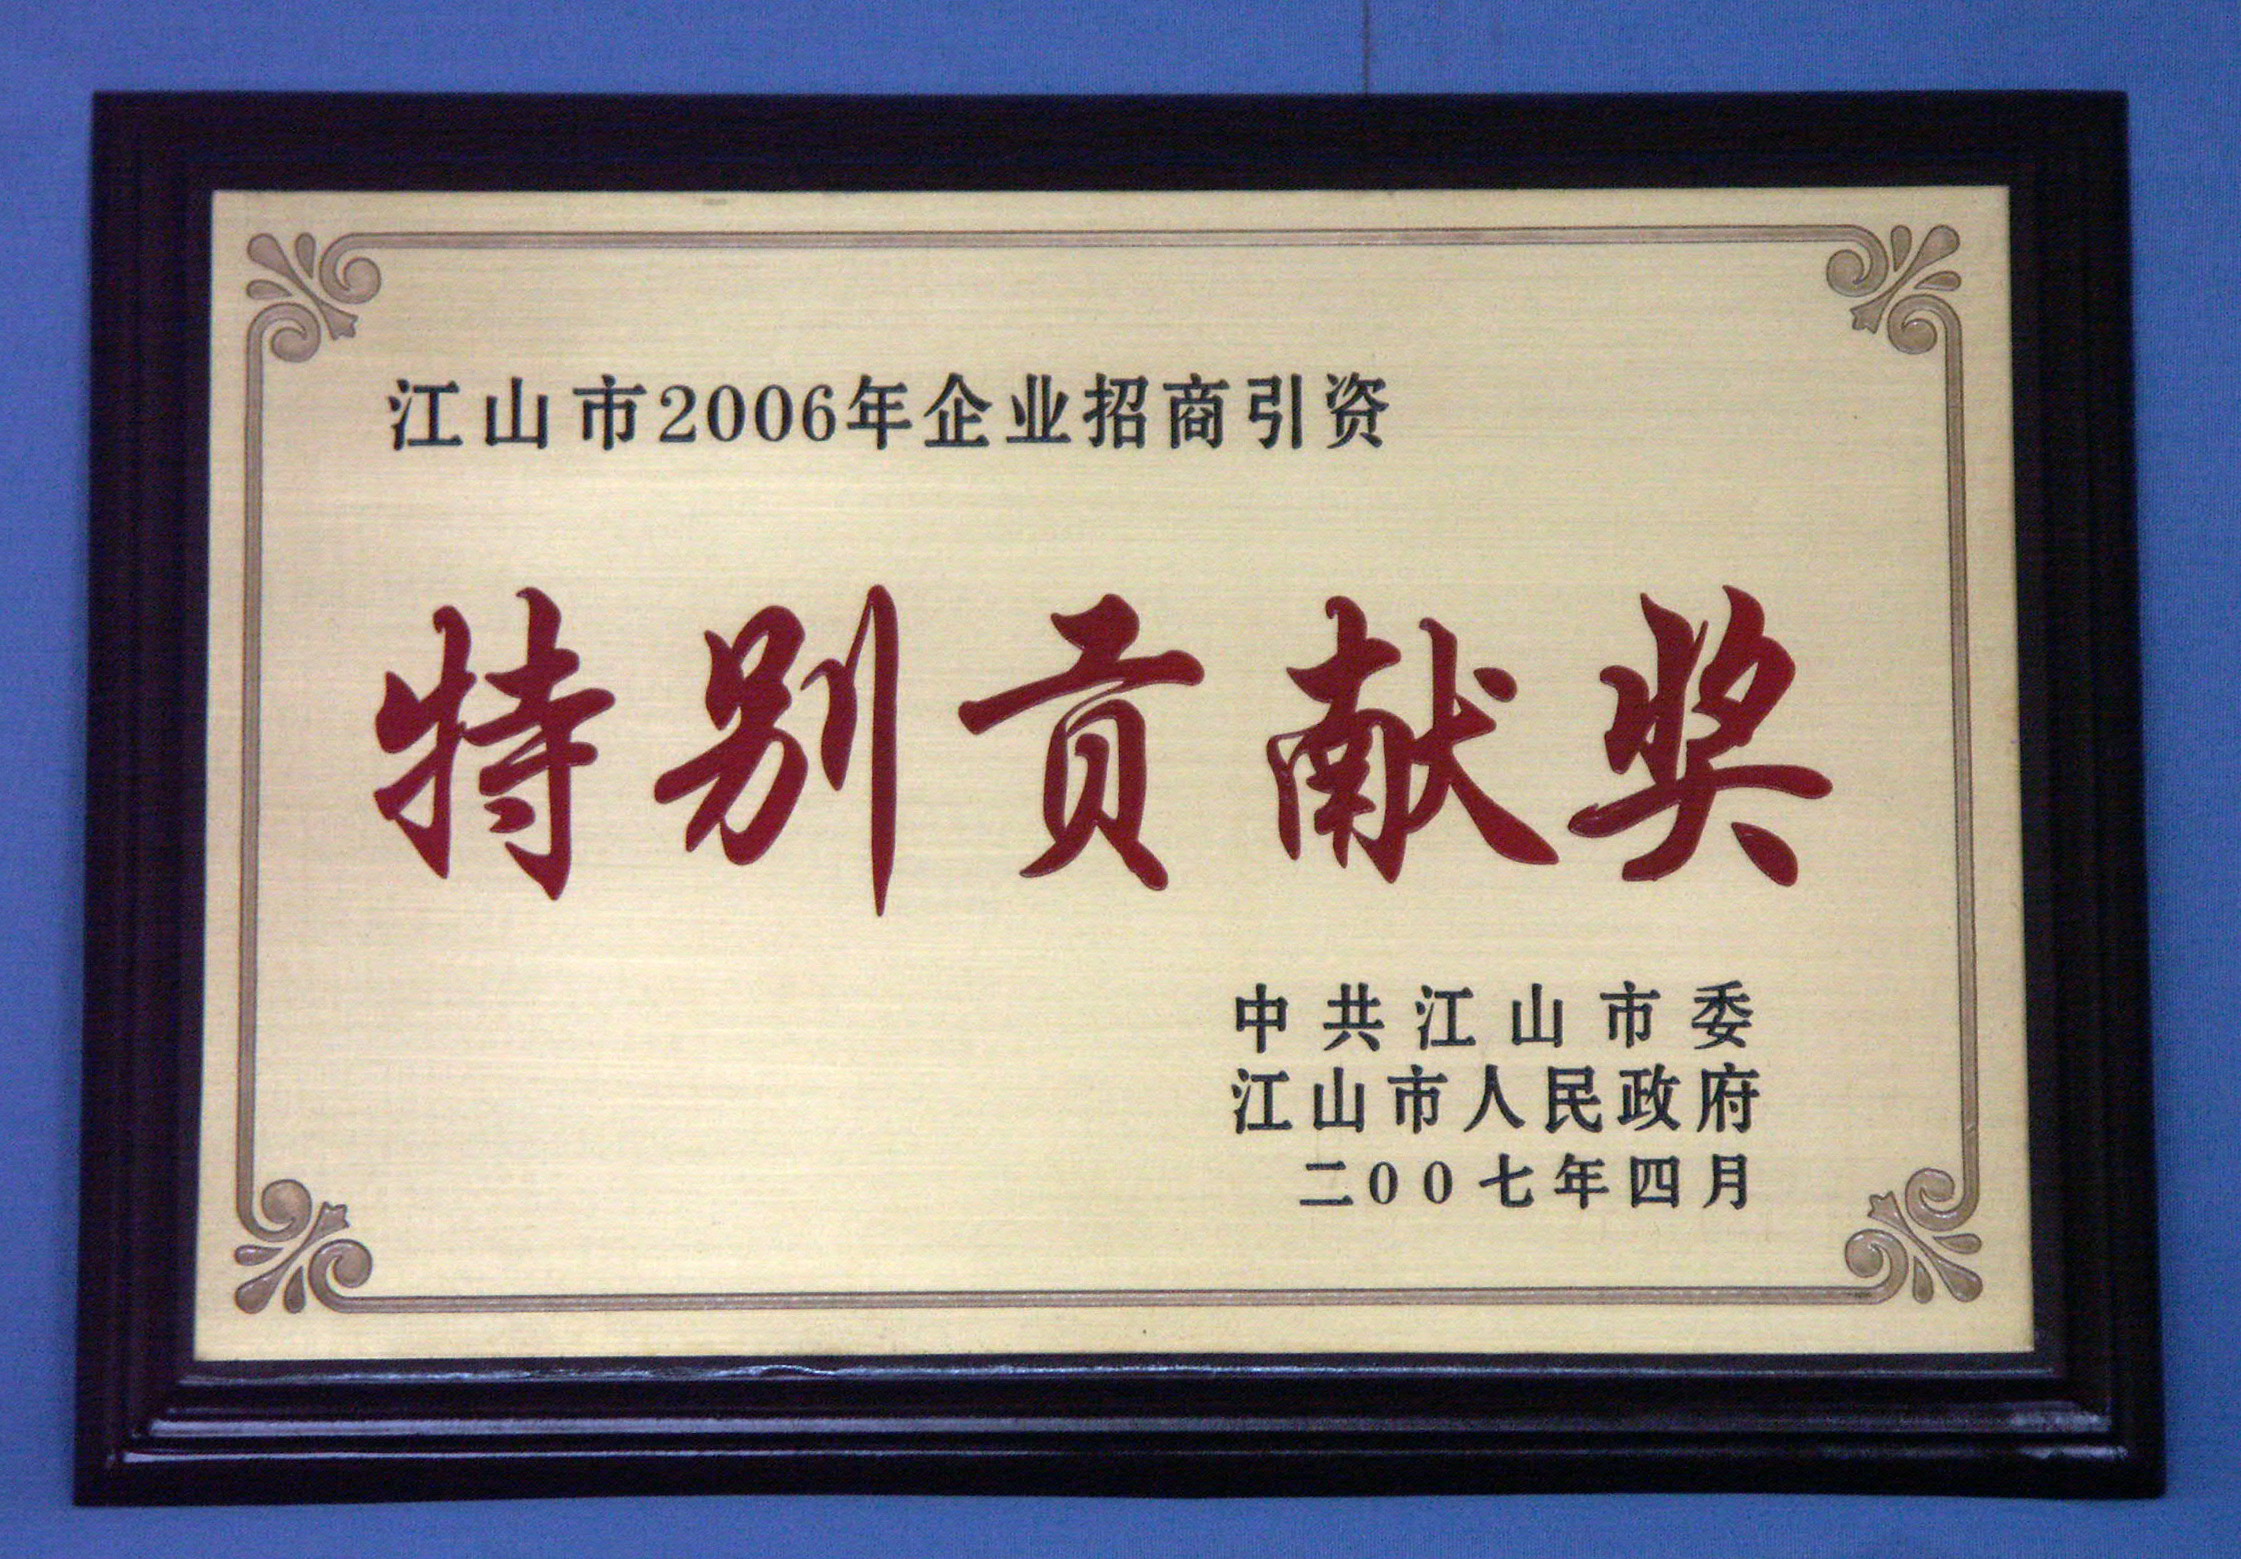 江山市2006年企业招商引资
特别贡献奖
中共江山市委
江山市人民政府
二00七年四月